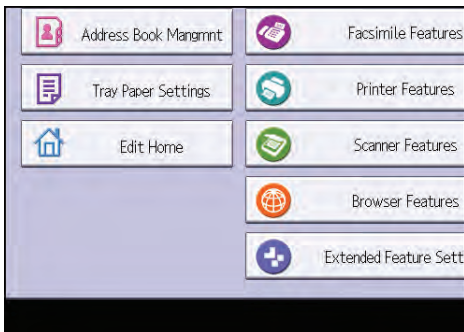 Address Book Mangmnt
Facsimile Features
Tray Paper Settings
Printer Features
Edit Home
Scanner Features
Browser Features
Extended Feature Sett